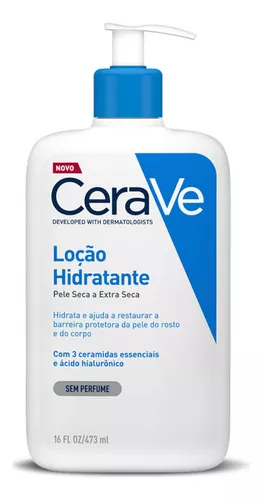 NOVO
CeraVe
DEVELOPED WITH DERMATOLOGISTS
Loção
Hidratante
Pele Seca a Extra Seca
Hidrata e ajuda a restaurar a
barreira protetora da pele do rosto
e do corpo
Com 3 ceramidas essenciais
e ácido hialurônico
SEM PERFUME
16 FL OZ/473 ml